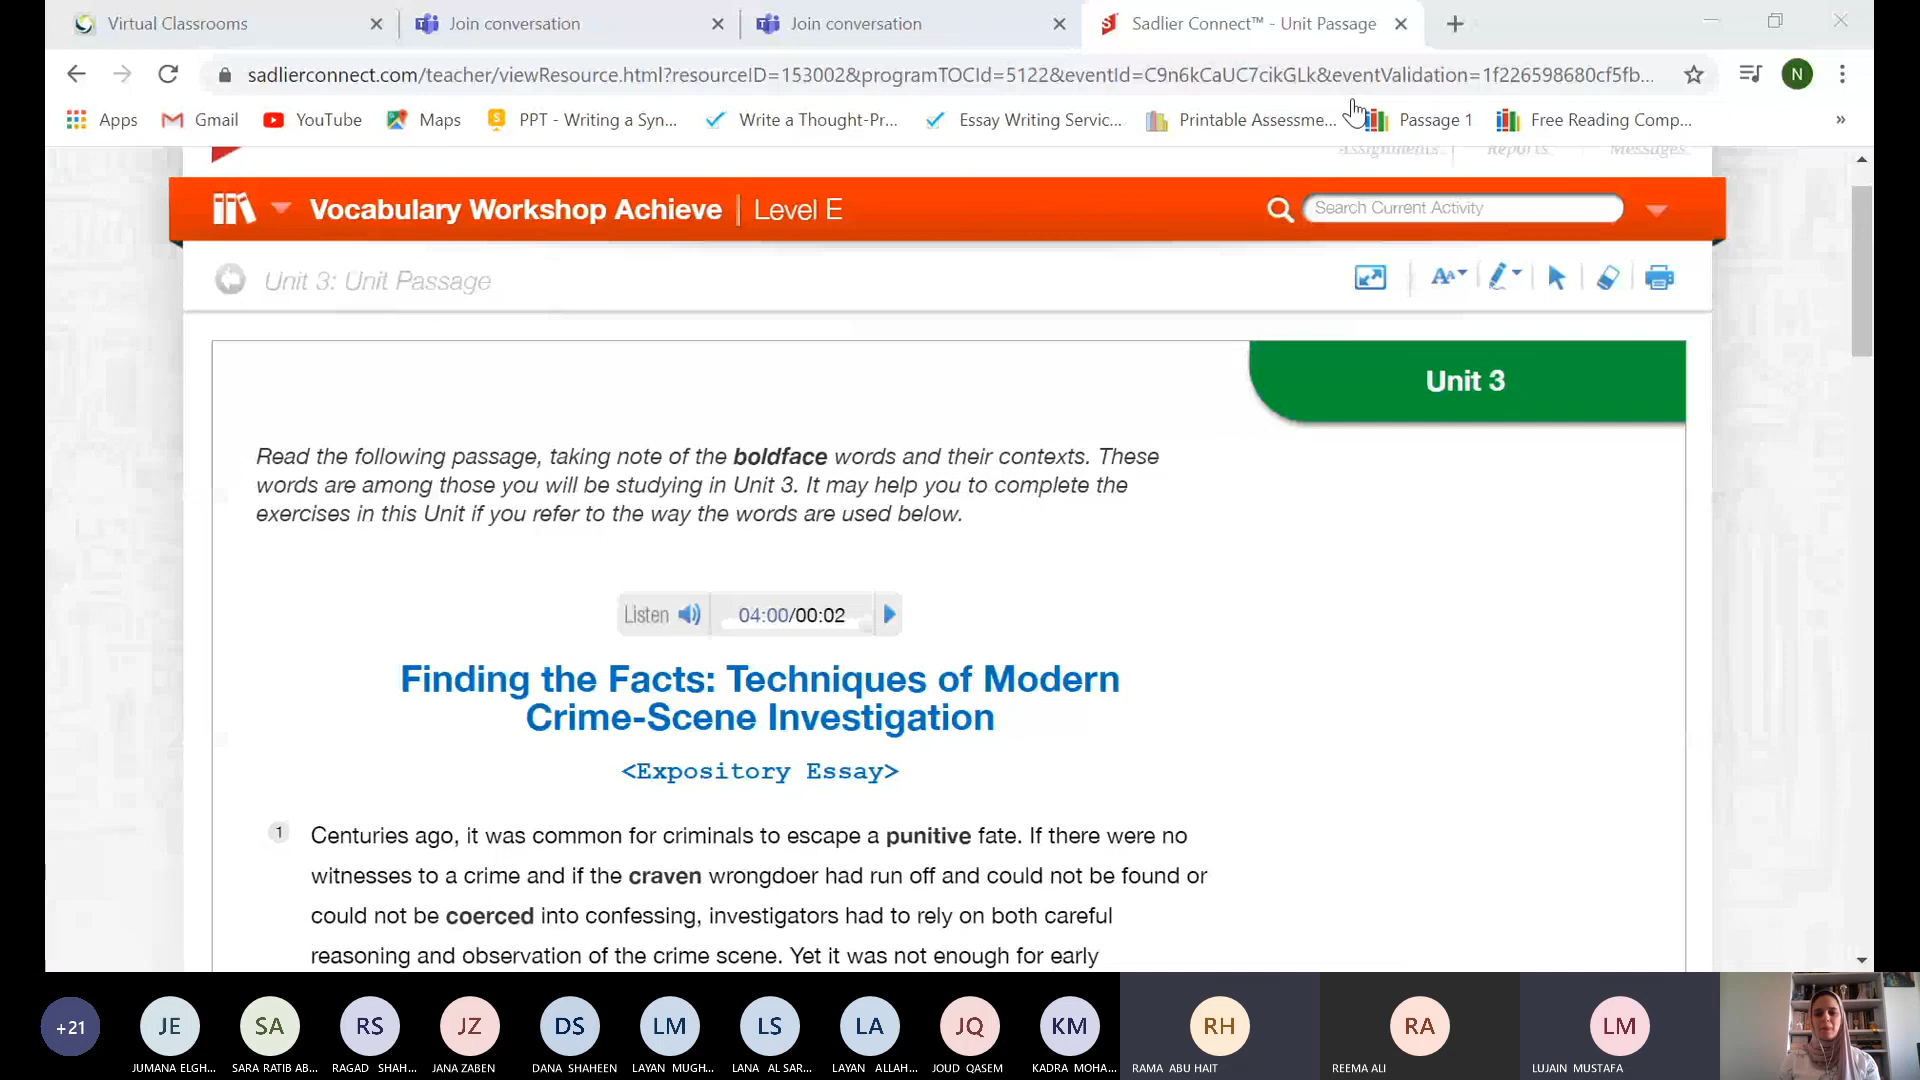 Virtual Classrooms
Join conversation
Join conversation
Sadlier Connect™ - Unit Passage
sadlierconnect.com/teacher/viewResource.html?resourceID=153002&programTOCId=5122&eventId=C9n6kCaUC7cikGLk&eventValidation=1f226598680cf5fb...
N
Apps
Gmail
YouTube
Maps
PPT - Writing a Syn...
Write a Thought-Pr...
Essay Writing Servic...
Printable Assessme...
Passage 1
Free Reading Comp...
»
Assignments
Reports
Messages
Vocabulary Workshop Achieve | Level E
Search Current Activity
Unit 3: Unit Passage
Unit 3
Read the following passage, taking note of the boldface words and their contexts. These
words are among those you will be studying in Unit 3. It may help you to complete the
exercises in this Unit if you refer to the way the words are used below.
Listen
04:00/00:02
Finding the Facts: Techniques of Modern
Crime-Scene Investigation
<Expository Essay>
1
Centuries ago, it was common for criminals to escape a punitive fate. If there were no
witnesses to a crime and if the craven wrongdoer had run off and could not be found or
could not be coerced into confessing, investigators had to rely on both careful
reasoning and observation of the crime scene. Yet it was not enough for early
+21
JE
SA
RS
JZ
DS
LM
LS
LA
JQ
KM
RH
RA
LM
JUMANA ELGH...
SARA RATIB AB...
RAGAD SHAH...
JANA ZABEN
DANA SHAHEEN
LAYAN MUGH...
LANA AL SAR...
LAYAN ALLAH...
JOUD QASEM
KADRA MOHA...
RAMA ABU HAIT
REEMA ALI
LUJAIN MUSTAFA